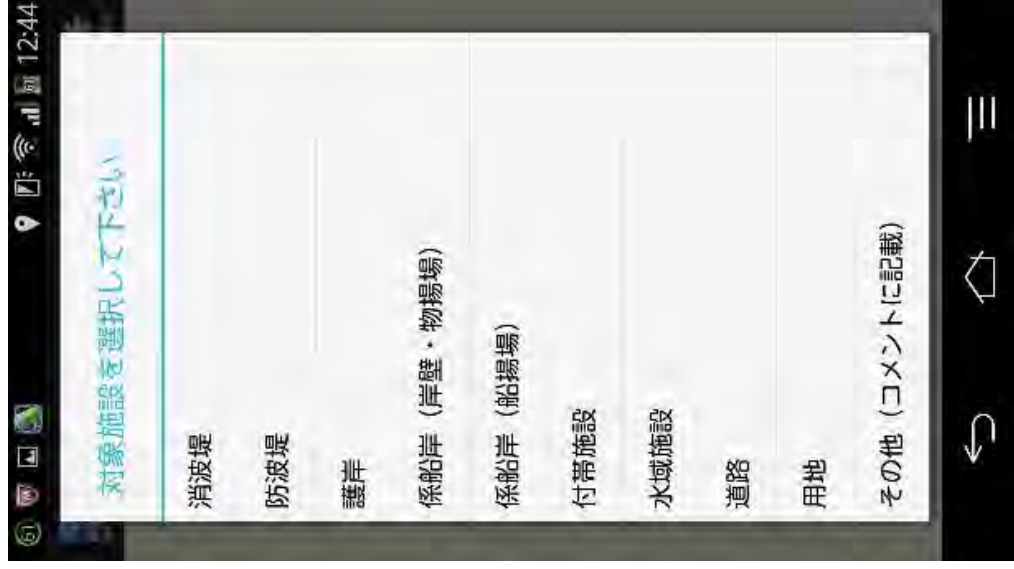 12:44
対象施設を選択して下さい
消波堤
防波堤
護岸
係船岸（岸壁・物揚場）
係船岸（船揚場）
付帯施設
水域施設
道路
用地
その他（コメントに記載）